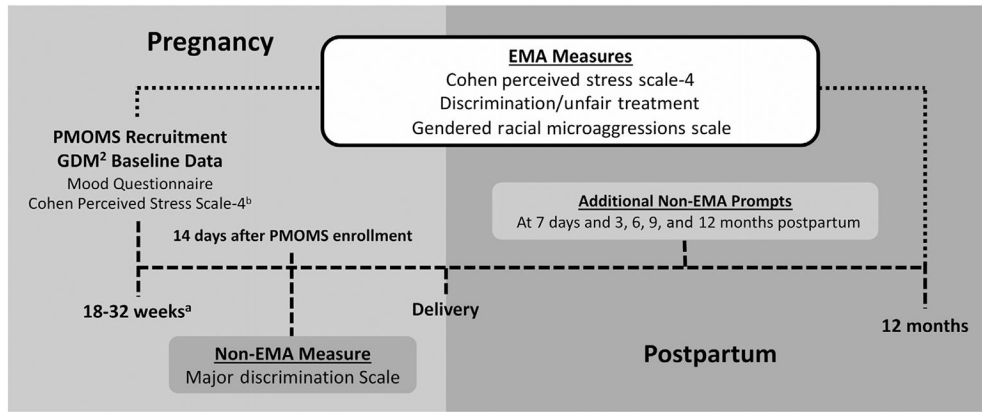 Pregnancy
EMA Measures
Cohen perceived stress scale-4
Discrimination/unfair treatment
Gendered racial microaggressions scale
PMOMS Recruitment
GDM² Baseline Data
Mood Questionnaire
Cohen Perceived Stress Scale-4ᵇ
Additional Non-EMA Prompts
At 7 days and 3, 6, 9, and 12 months postpartum
14 days after PMOMS enrollment
18-32 weeksᵃ
Delivery
12 months
Non-EMA Measure
Major discrimination Scale
Postpartum